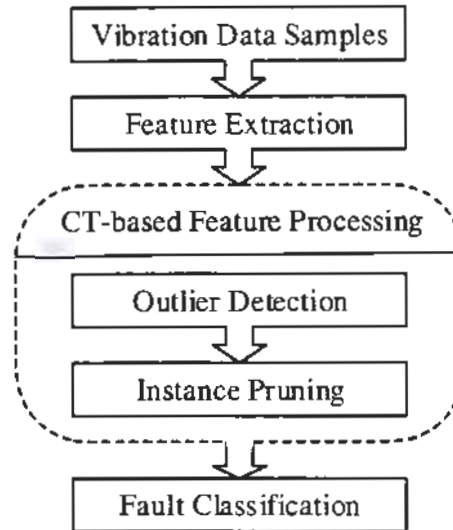 Vibration Data Samples
Feature Extraction
CT-based Feature Processing
Outlier Detection
Instance Pruning
Fault Classification